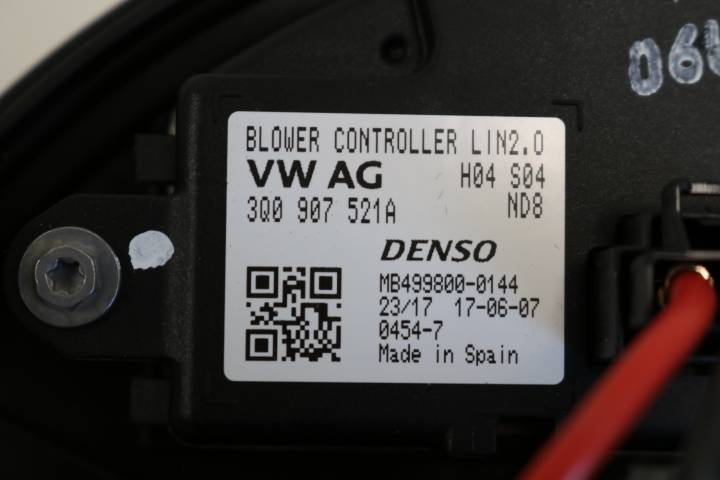 BLOWER CONTROLLER LIN2.0
VW AG H04 S04
3Q0 907 521A ND8
DENSO
MB499800-0144
23/17 17-06-07
0454-7
Made in Spain